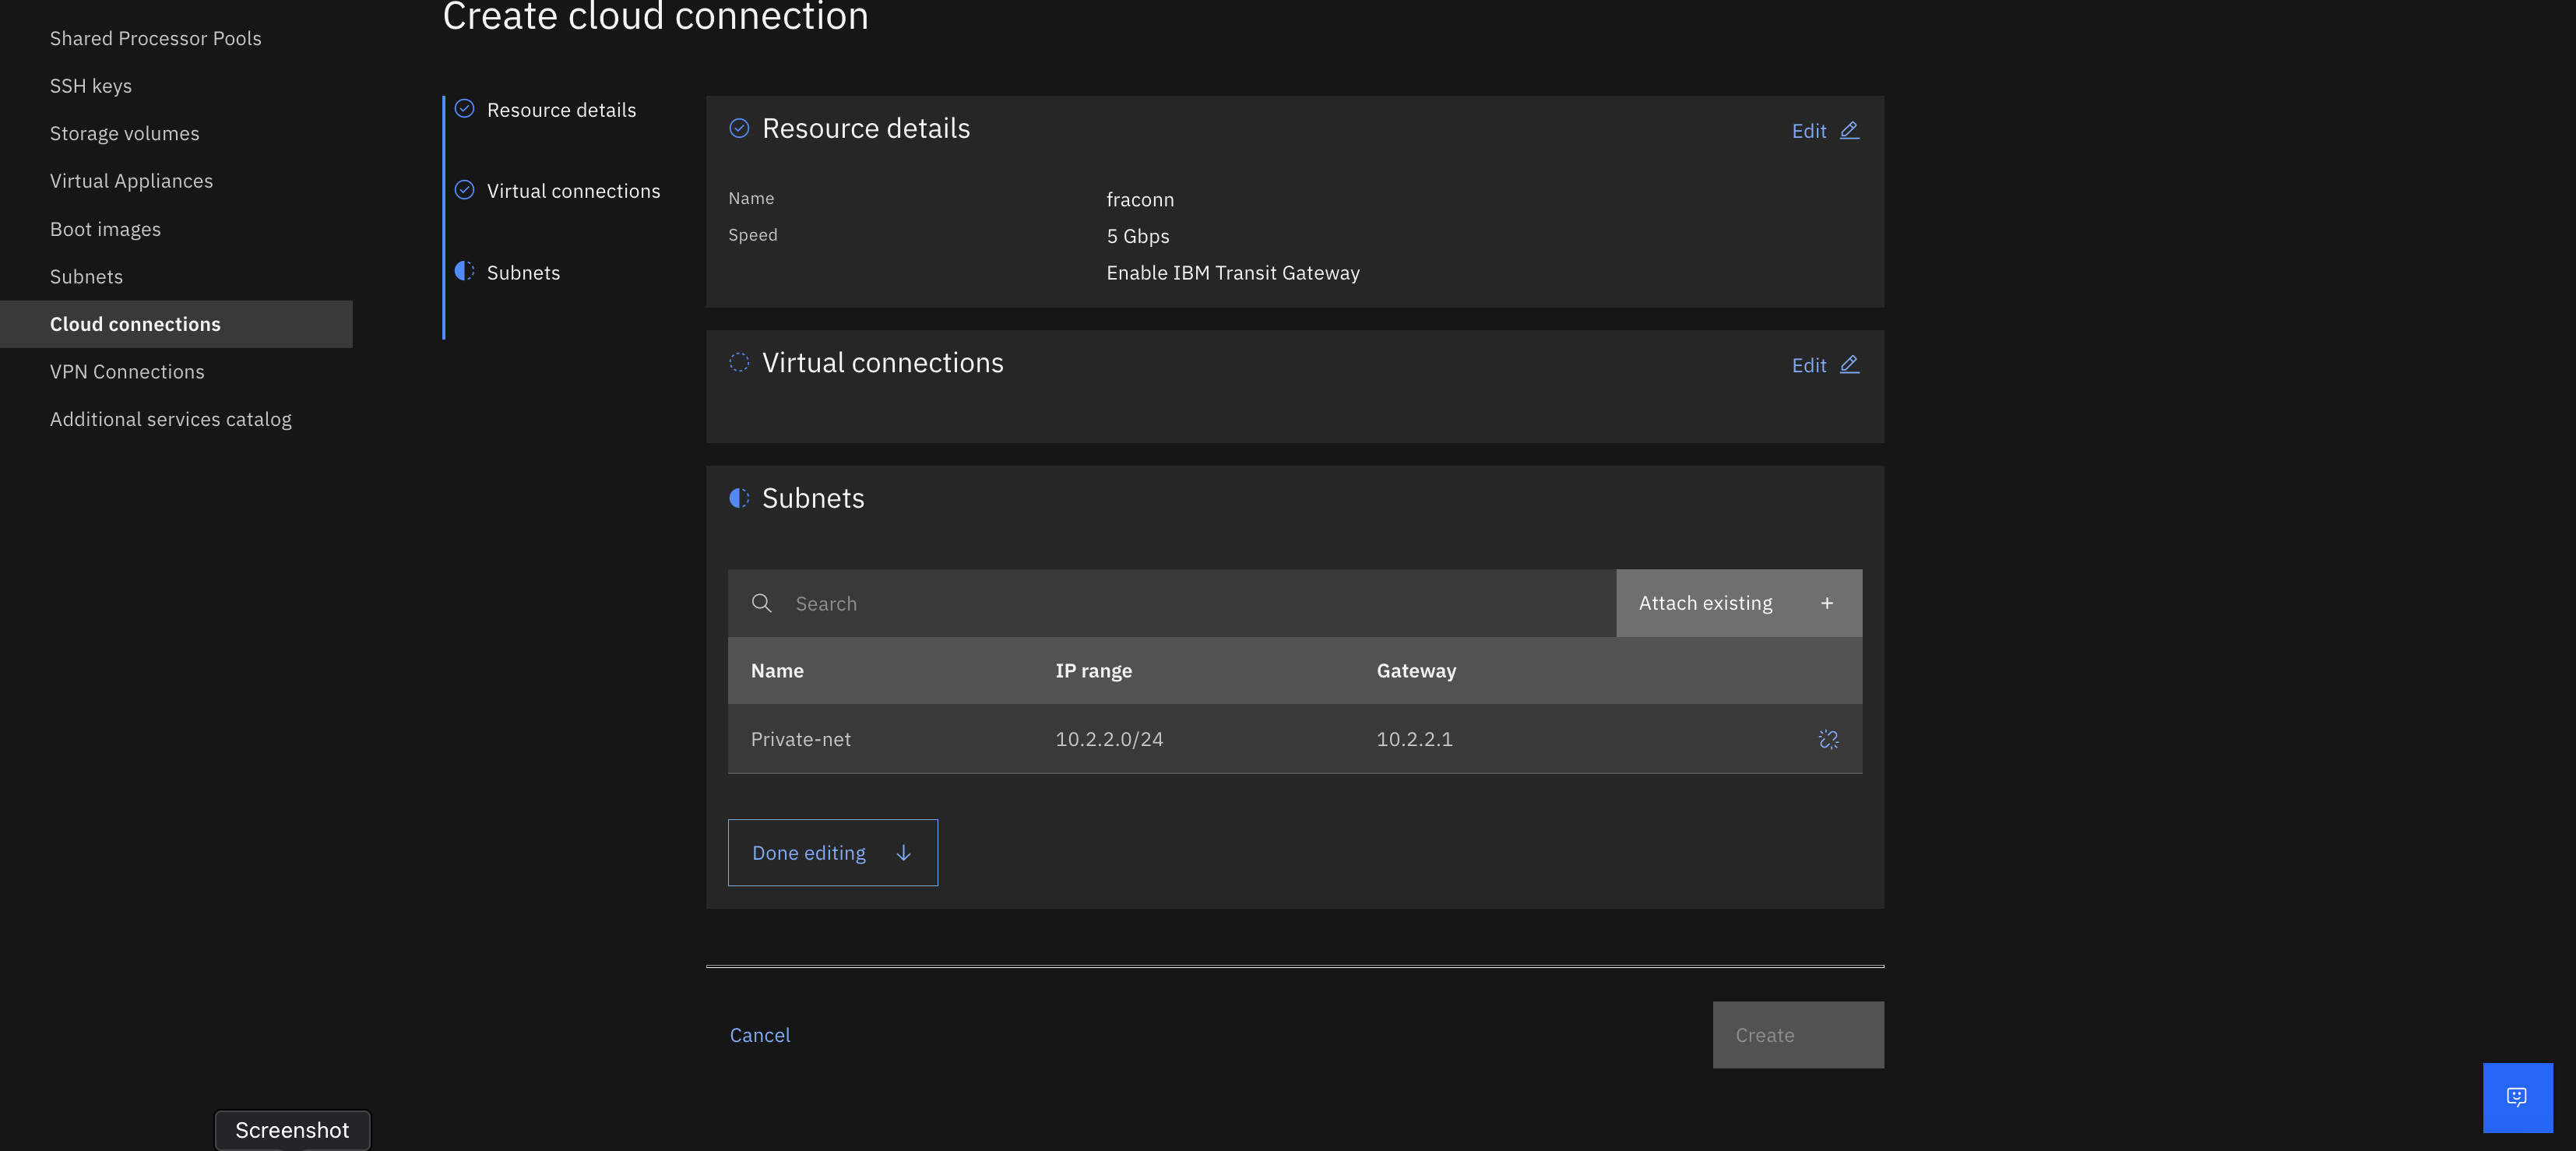 Create cloud connection
Shared Processor Pools
SSH keys
Storage volumes
Virtual Appliances
Boot images
Subnets
Cloud connections
VPN Connections
Additional services catalog
Resource details
Virtual connections
Subnets
Resource details
Edit
Name fraconn
Speed 5 Gbps
Enable IBM Transit Gateway
Virtual connections
Edit
Subnets
Search
Attach existing +
Name IP range Gateway
Private-net 10.2.2.0/24 10.2.2.1
Done editing
Cancel
Create
Screenshot